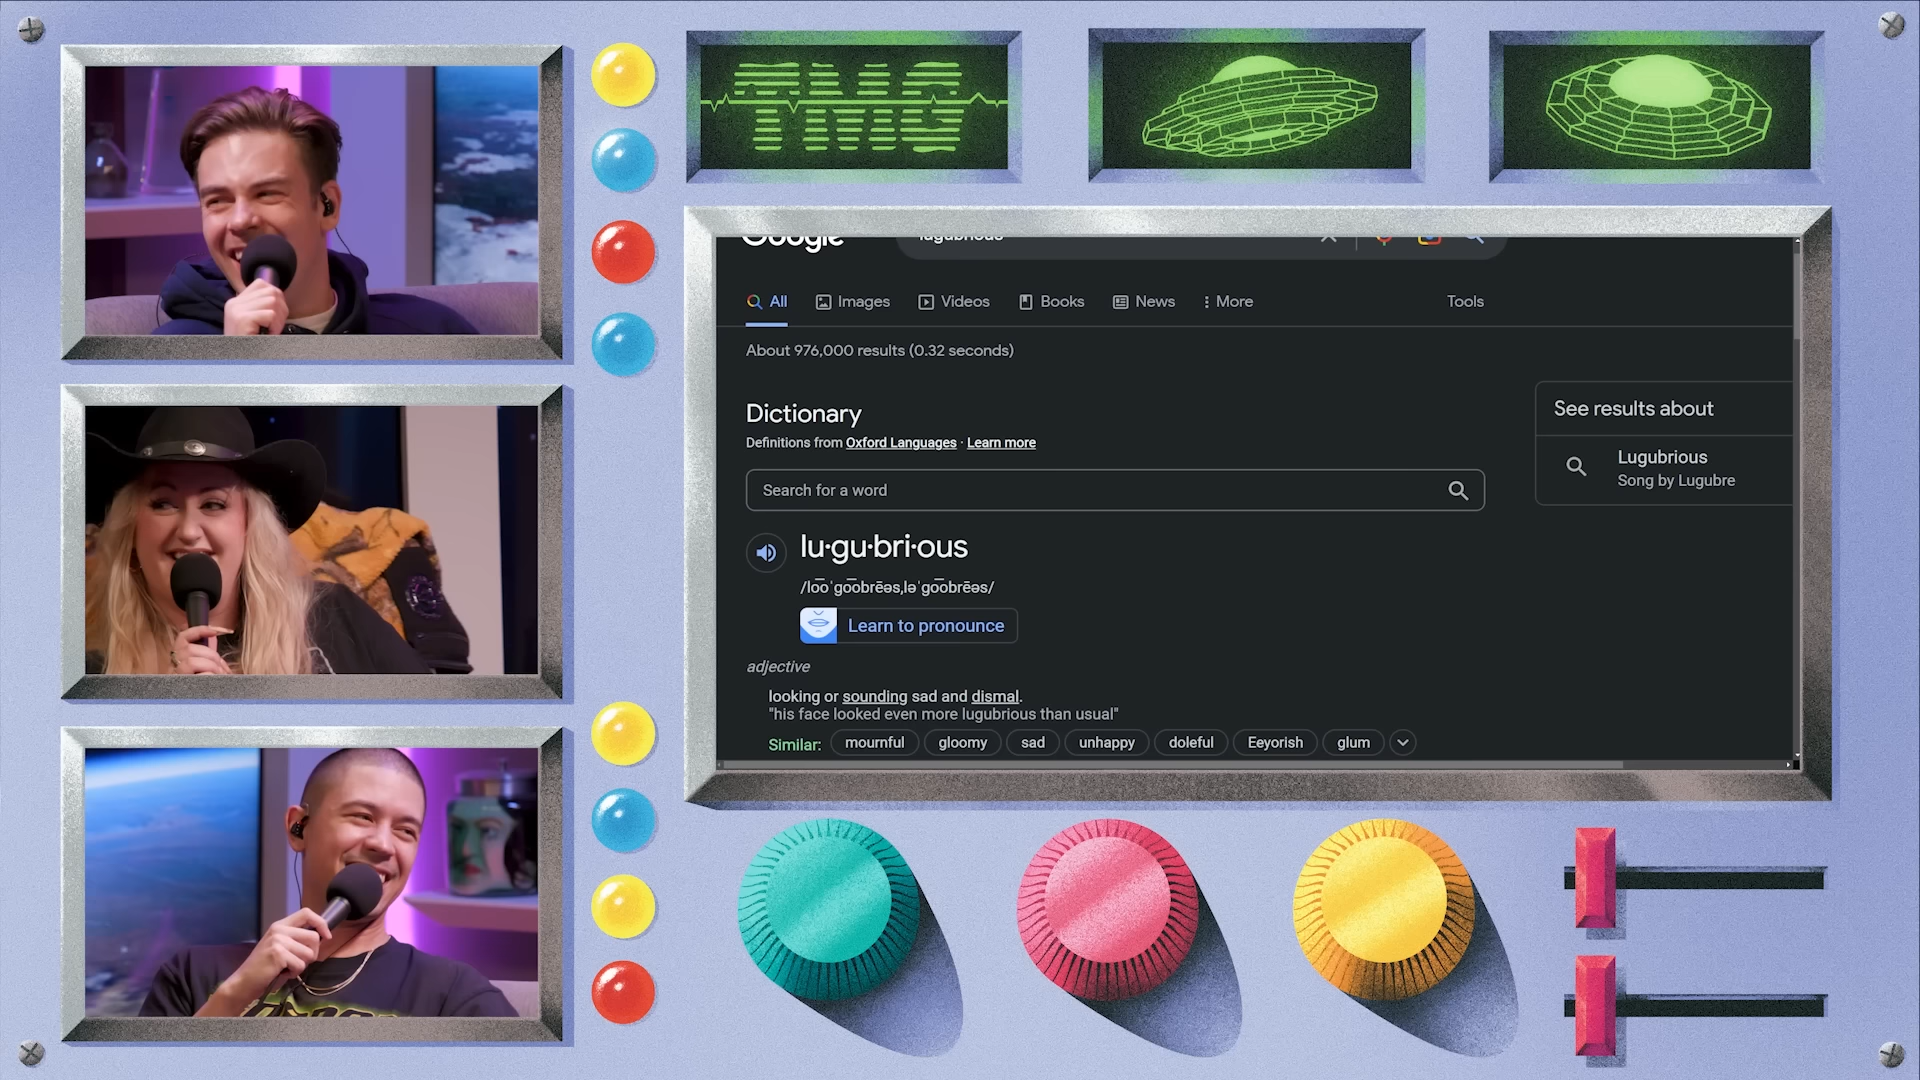 TMG
Google lugubrious
All Images Videos Books News More Tools
About 976,000 results (0.32 seconds)
Dictionary
Definitions from Oxford Languages · Learn more
Search for a word
lu·gu·bri·ous
/lo͞oˈɡo͞obrēəs,ləˈɡo͞obrēəs/
Learn to pronounce
adjective
looking or sounding sad and dismal.
"his face looked even more lugubrious than usual"
Similar: mournful gloomy sad unhappy doleful Eeyorish glum
See results about
Lugubrious
Song by Lugubre